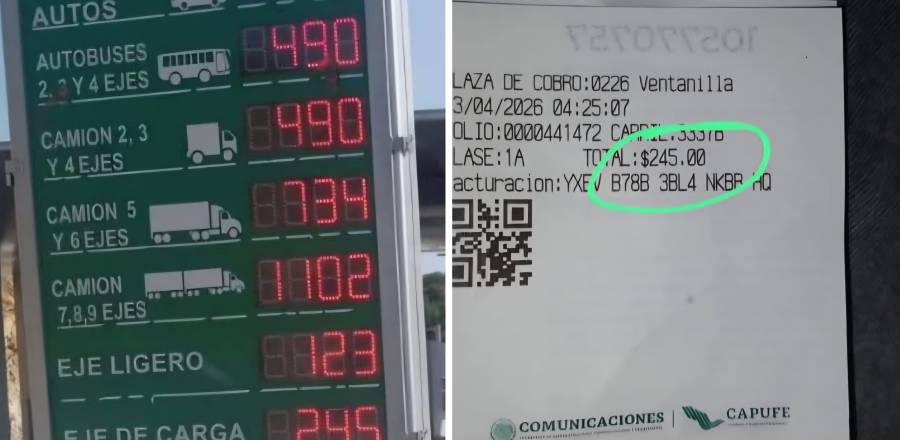 AUTOS
AUTOBUSES
2, 3 Y 4 EJES
490
CAMION 2, 3
Y 4 EJES
490
CAMION 5
Y 6 EJES
734
CAMION
7,8,9 EJES
1102
EJE LIGERO
123
EJE DE CARGA
245
105770757
LAZA DE COBRO:0226 Ventanilla
3/04/2026 04:25:07
OLIO:0000441472 CARRIL:3357B
LASE:1A TOTAL:$245.00
acturacion:YXEV B78B 3BL4 NKBR HQ
COMUNICACIONES
CAPUFE